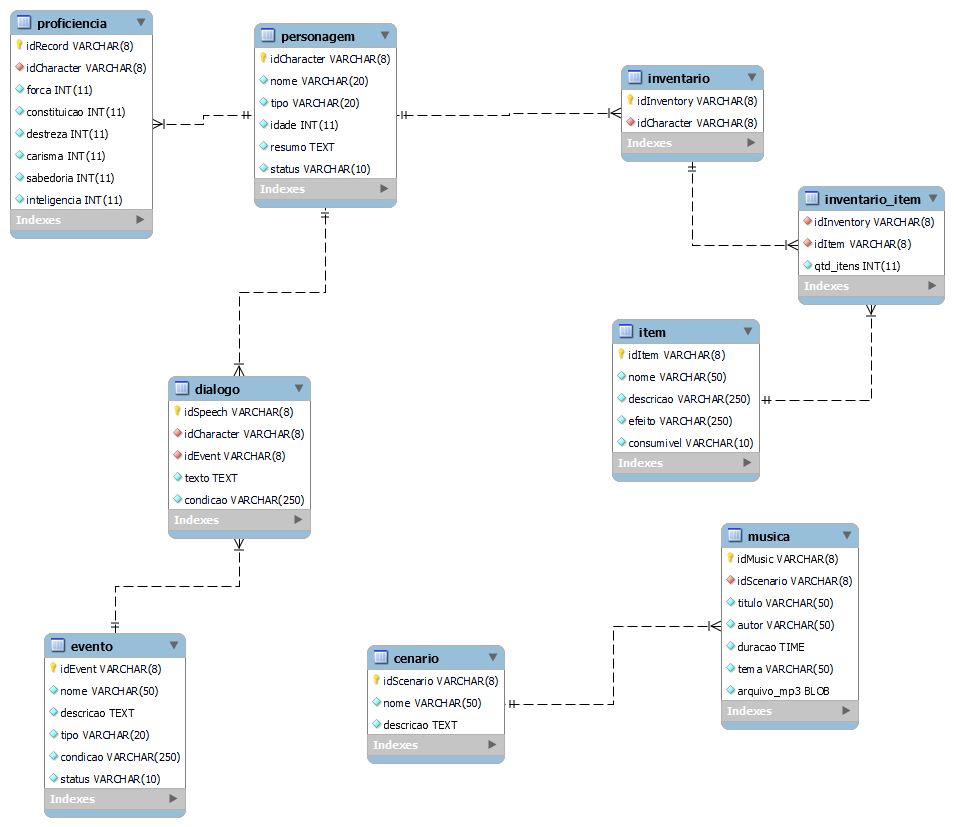 proficiencia
idRecord VARCHAR(8)
idCharacter VARCHAR(8)
forca INT(11)
constituicao INT(11)
destreza INT(11)
carisma INT(11)
sabedoria INT(11)
inteligencia INT(11)
Indexes
personagem
idCharacter VARCHAR(8)
nome VARCHAR(20)
tipo VARCHAR(20)
idade INT(11)
resumo TEXT
status VARCHAR(10)
Indexes
inventario
idInventory VARCHAR(8)
idCharacter VARCHAR(8)
Indexes
inventario_item
idInventory VARCHAR(8)
idItem VARCHAR(8)
qtd_itens INT(11)
Indexes
item
idItem VARCHAR(8)
nome VARCHAR(50)
descricao VARCHAR(250)
efeito VARCHAR(250)
consumivel VARCHAR(10)
Indexes
dialogo
idSpeech VARCHAR(8)
idCharacter VARCHAR(8)
idEvent VARCHAR(8)
texto TEXT
condicao VARCHAR(250)
Indexes
musica
idMusic VARCHAR(8)
idScenario VARCHAR(8)
titulo VARCHAR(50)
autor VARCHAR(50)
duracao TIME
tema VARCHAR(50)
arquivo_mp3 BLOB
Indexes
evento
idEvent VARCHAR(8)
nome VARCHAR(50)
descricao TEXT
tipo VARCHAR(20)
condicao VARCHAR(250)
status VARCHAR(10)
Indexes
cenario
idScenario VARCHAR(8)
nome VARCHAR(50)
descricao TEXT
Indexes